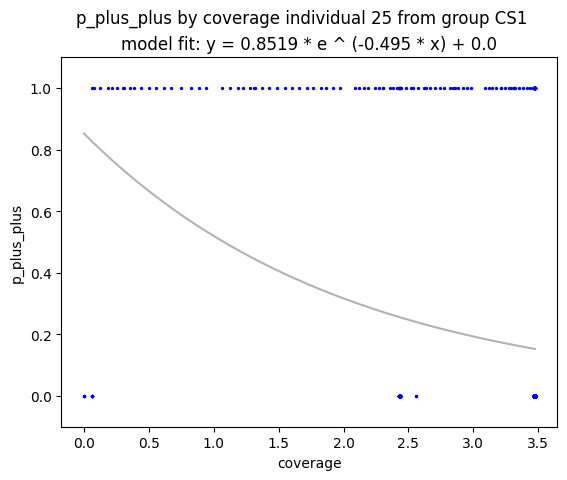 p_plus_plus by coverage individual 25 from group CS1
model fit: y = 0.8519 * e ^ (-0.495 * x) + 0.0
1.0
0.8
0.6
0.4
0.2
0.0
p_plus_plus
0.0 0.5 1.0 1.5 2.0 2.5 3.0 3.5
coverage